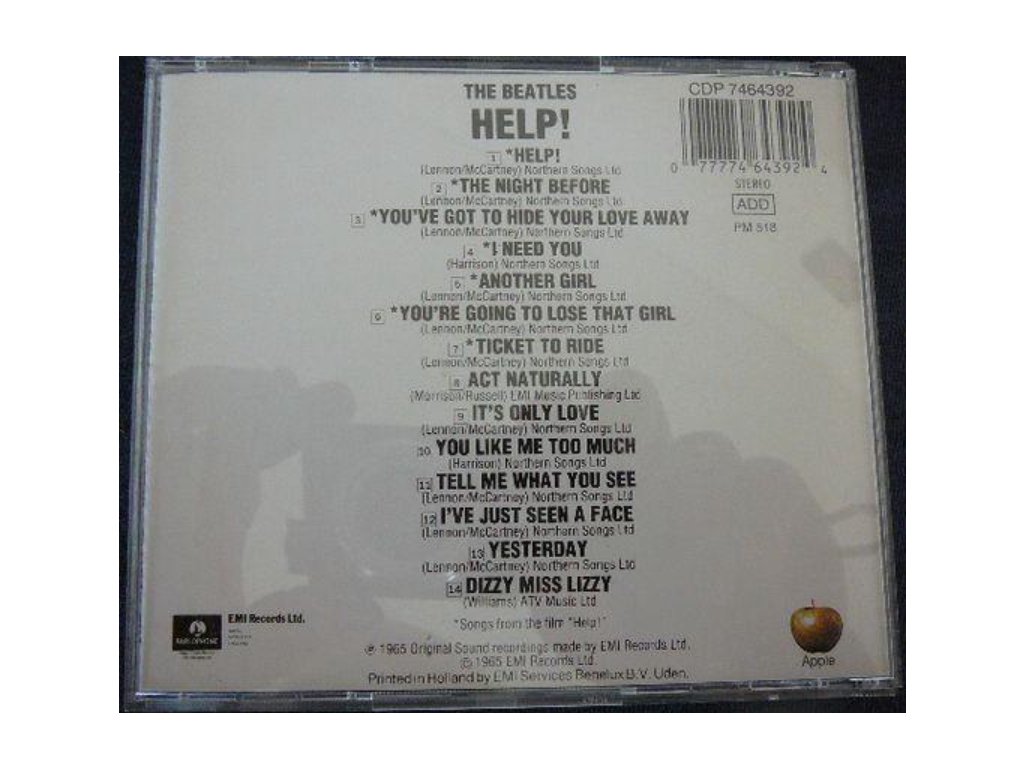 THE BEATLES
HELP!
CDP 7464392
0 77774 64392 4
STEREO
ADD
PM 518
1 *HELP!
(Lennon/McCartney) Northern Songs Ltd
2 *THE NIGHT BEFORE
(Lennon/McCartney) Northern Songs Ltd
3 *YOU'VE GOT TO HIDE YOUR LOVE AWAY
(Lennon/McCartney) Northern Songs Ltd
4 *I NEED YOU
(Harrison) Northern Songs Ltd
5 *ANOTHER GIRL
(Lennon/McCartney) Northern Songs Ltd
6 *YOU'RE GOING TO LOSE THAT GIRL
(Lennon/McCartney) Northern Songs Ltd
7 *TICKET TO RIDE
(Lennon/McCartney) Northern Songs Ltd
8 ACT NATURALLY
(Morrison/Russell) EMI Music Publishing Ltd
9 IT'S ONLY LOVE
(Lennon/McCartney) Northern Songs Ltd
10 YOU LIKE ME TOO MUCH
(Harrison) Northern Songs Ltd
11 TELL ME WHAT YOU SEE
(Lennon/McCartney) Northern Songs Ltd
12 I'VE JUST SEEN A FACE
(Lennon/McCartney) Northern Songs Ltd
13 YESTERDAY
(Lennon/McCartney) Northern Songs Ltd
14 DIZZY MISS LIZZY
(Williams) ATV Music Ltd
*Songs from the film "Help!"
℗ 1965 Original Sound recordings made by EMI Records Ltd.
© 1965 EMI Records Ltd.
Printed in Holland by EMI Services Benelux B.V. Uden.
EMI Records Ltd.
PARLOPHONE
Apple